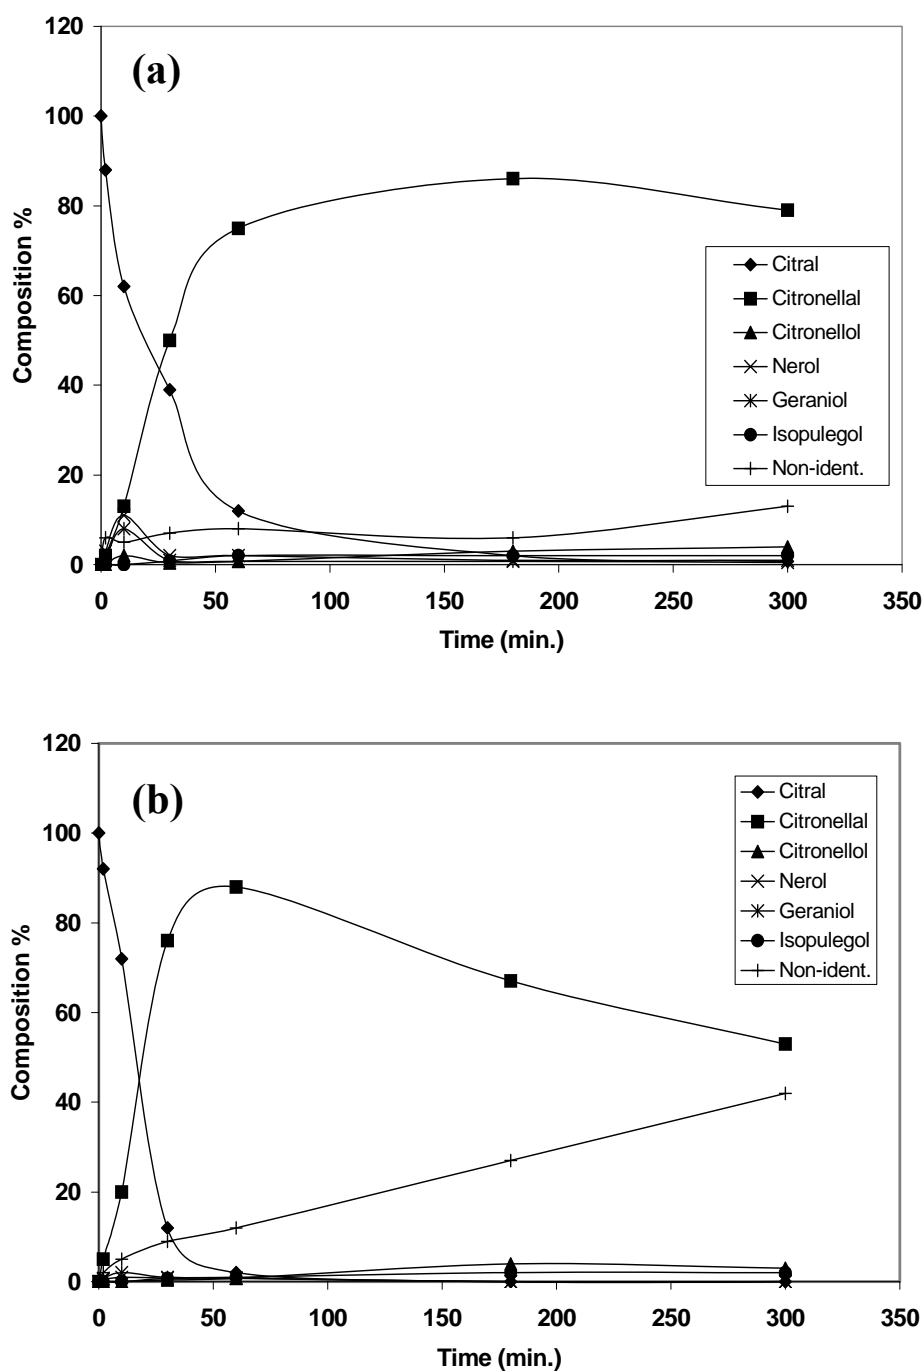 120
(a)
100
80
60
40
20
0
Composition %
Citral
Citronellal
Citronellol
Nerol
Geraniol
Isopulegol
Non-ident.
0 50 100 150 200 250 300 350
Time (min.)
120
(b)
100
80
60
40
20
0
Composition %
Citral
Citronellal
Citronellol
Nerol
Geraniol
Isopulegol
Non-ident.
0 50 100 150 200 250 300 350
Time (min.)